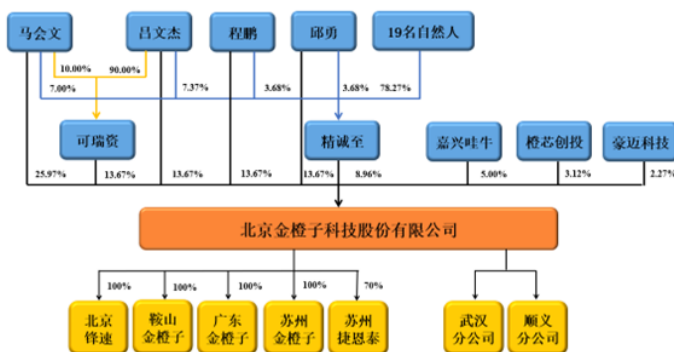 马会文 吕文杰 程鹏 邱勇 19名自然人
10.00% 90.00%
7.00% 7.37% 3.68% 3.68% 78.27%
可瑞资 精诚至 嘉兴哇牛 橙芯创投 豪迈科技
25.97% 13.67% 13.67% 13.67% 13.67% 8.96% 5.00% 3.12% 2.27%
北京金橙子科技股份有限公司
100% 100% 100% 100% 70%
北京 鞍山 广东 苏州 苏州 武汉 顺义
锋速 金橙子 金橙子 金橙子 捷恩泰 分公司 分公司